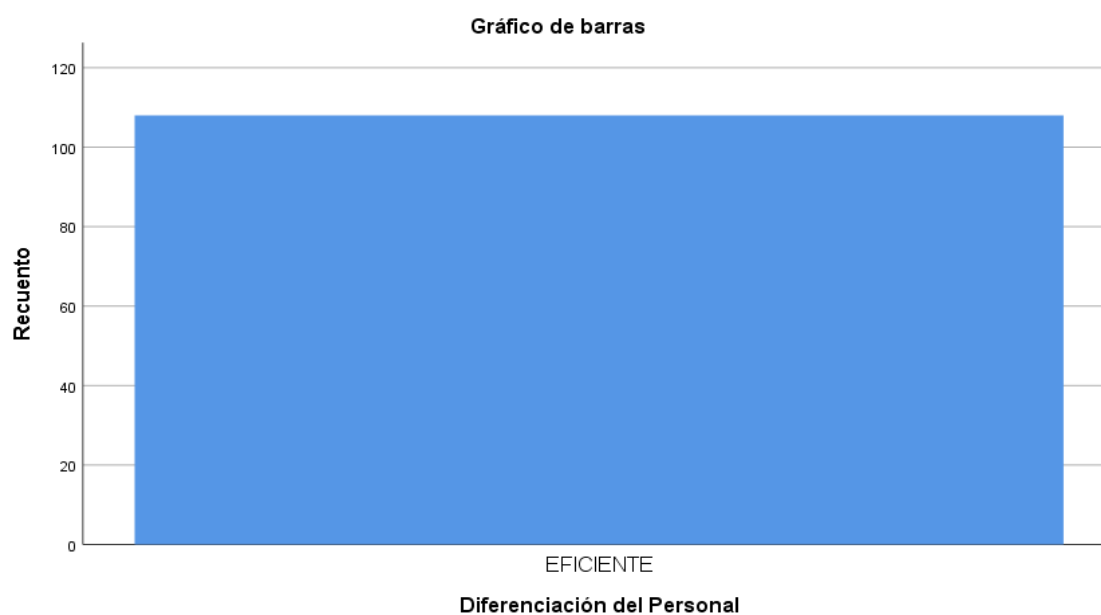 Gráfico de barras
120
100
80
60
40
20
0
Recuento
EFICIENTE
Diferenciación del Personal